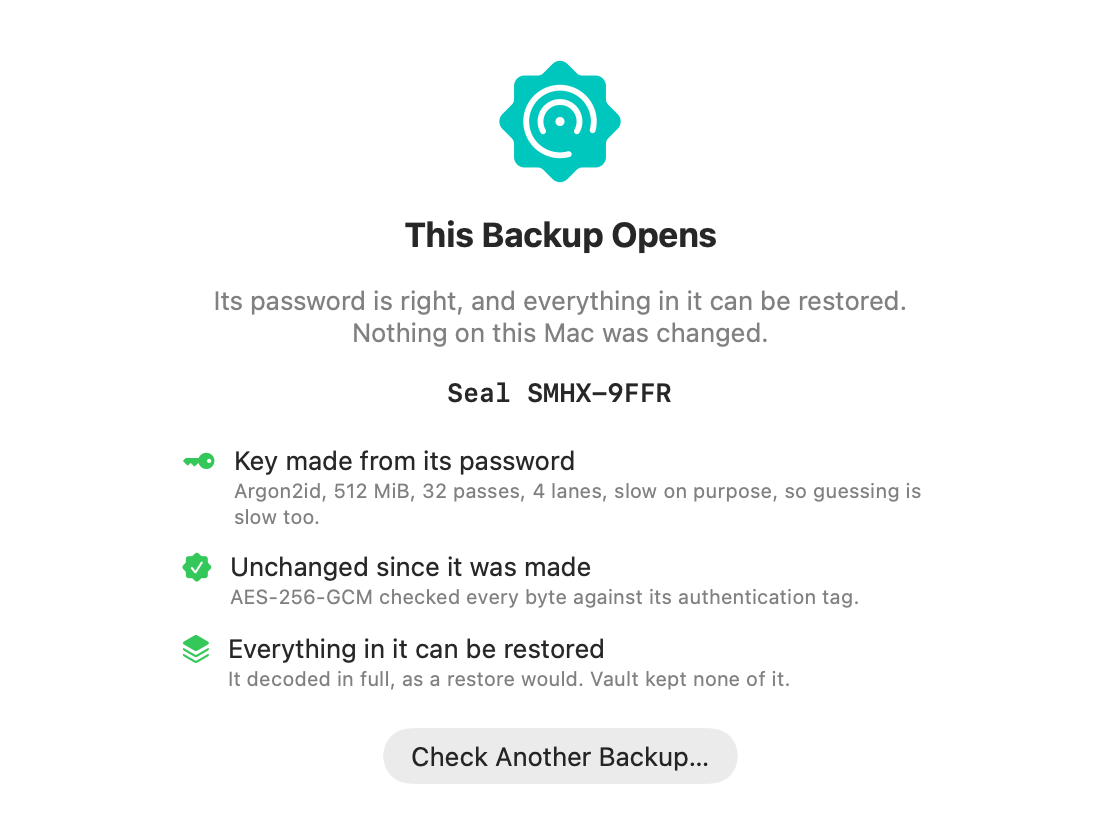 This Backup Opens
Its password is right, and everything in it can be restored.
Nothing on this Mac was changed.
Seal SMHX–9FFR
Key made from its password
Argon2id, 512 MiB, 32 passes, 4 lanes, slow on purpose, so guessing is
slow too.
Unchanged since it was made
AES-256-GCM checked every byte against its authentication tag.
Everything in it can be restored
It decoded in full, as a restore would. Vault kept none of it.
Check Another Backup...